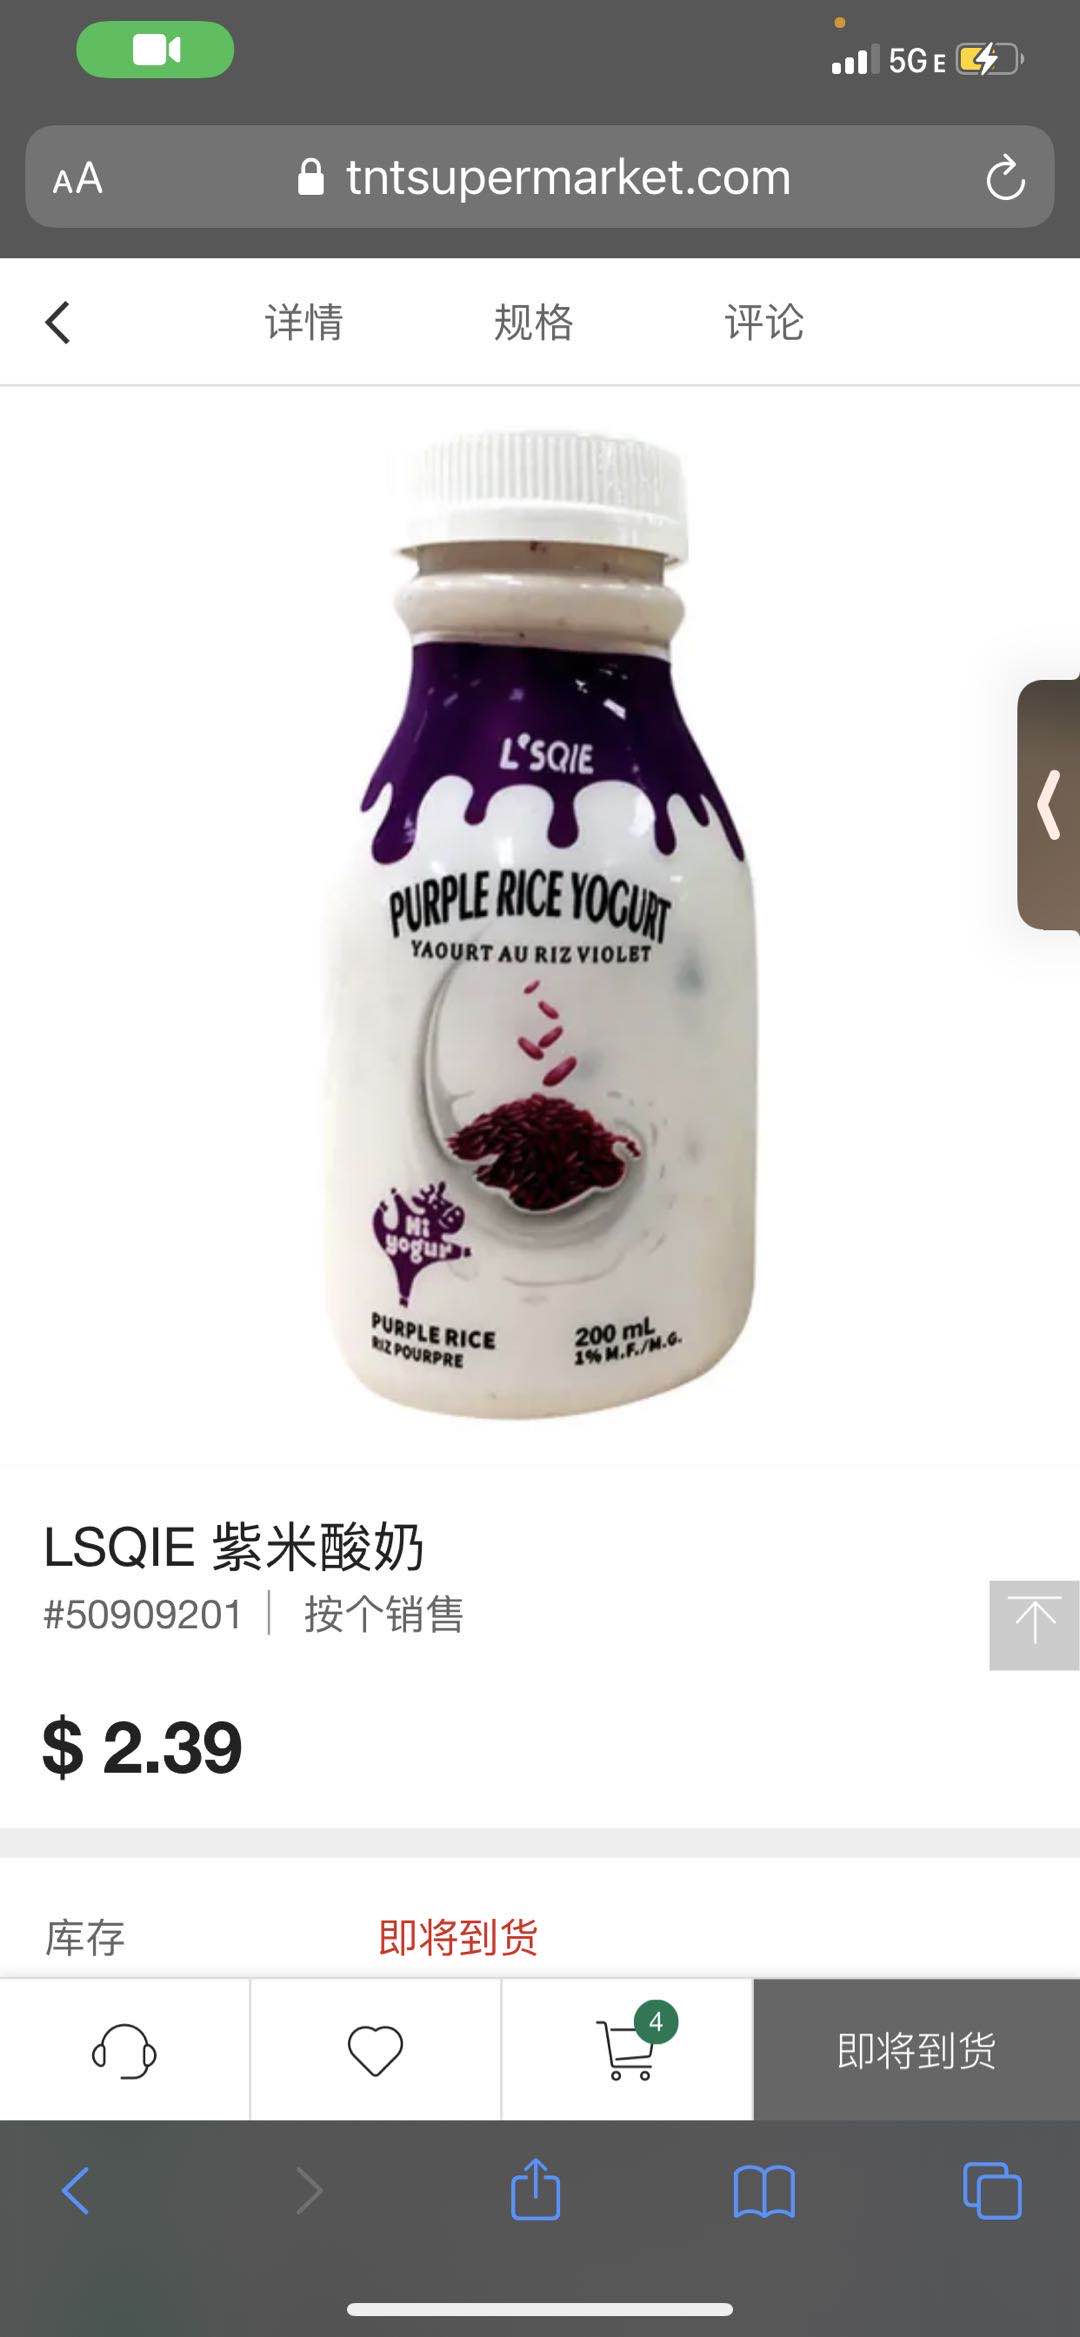 5G E
AA tntsupermarket.com
详情 规格 评论
L'SQIE
PURPLE RICE YOGURT
YAOURT AU RIZ VIOLET
Hi
yogurt
PURPLE RICE
RIZ POURPRE
200 mL
1% M.F./M.G.
LSQIE 紫米酸奶
#50909201 | 按个销售
$ 2.39
库存 即将到货
4
即将到货